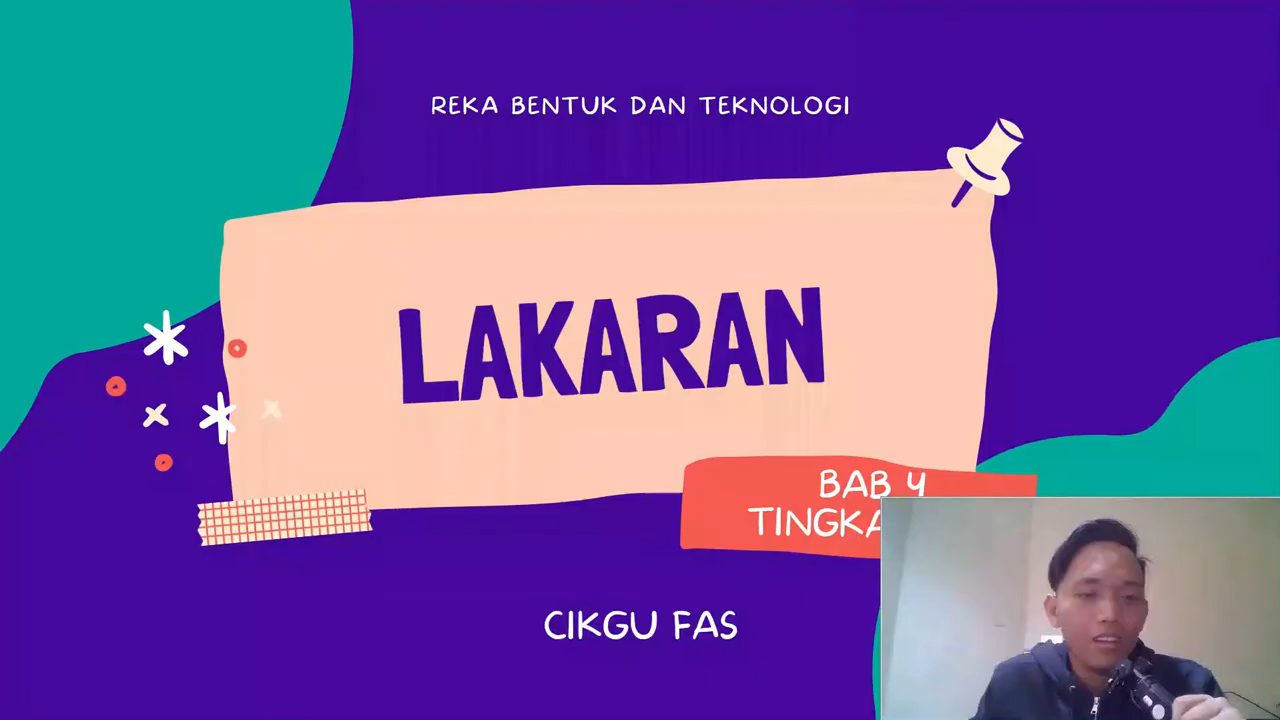 REKA BENTUK DAN TEKNOLOGI
LAKARAN
BAB 4
CIKGU FAS